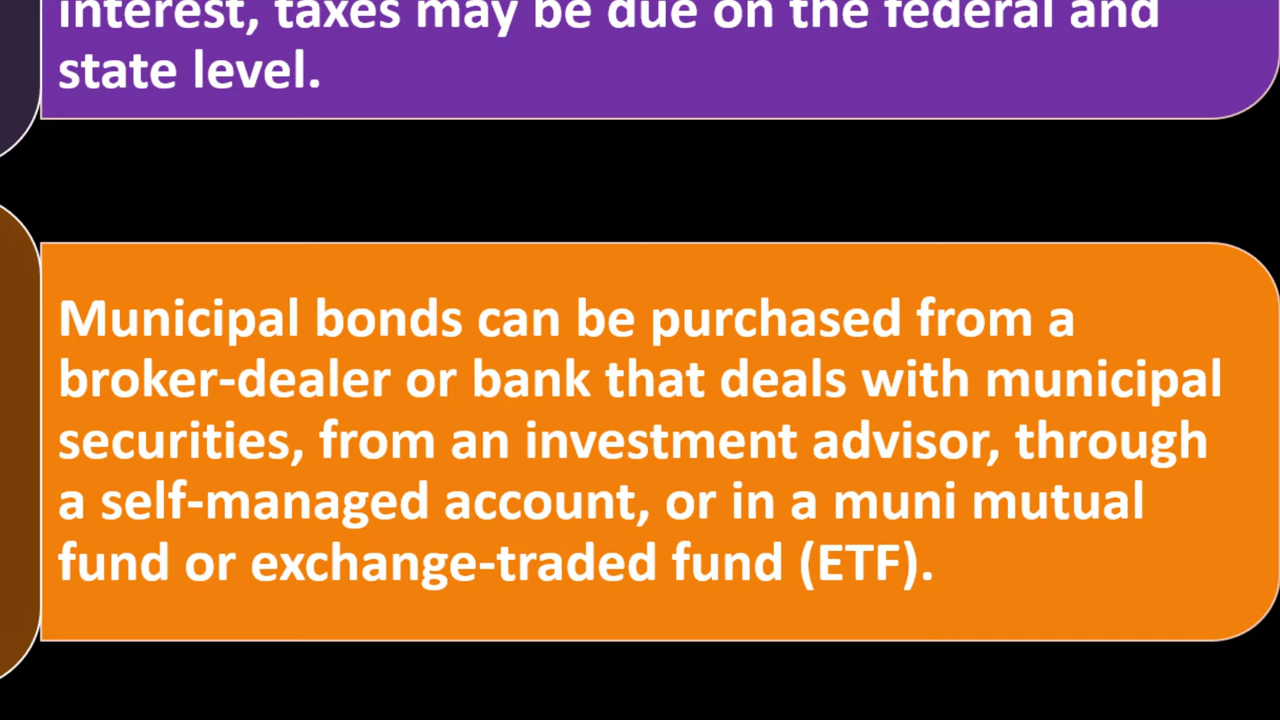 interest, taxes may be due on the federal and
state level.
Municipal bonds can be purchased from a
broker-dealer or bank that deals with municipal
securities, from an investment advisor, through
a self-managed account, or in a muni mutual
fund or exchange-traded fund (ETF).